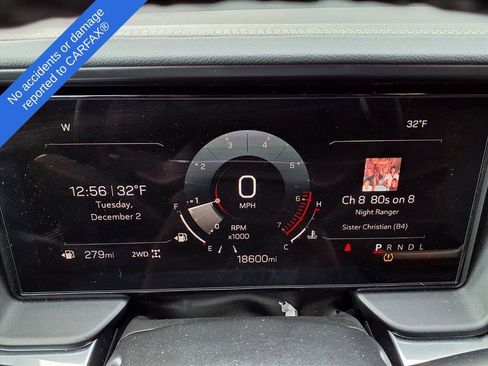 No accidents or damage
reported to CARFAX®
W
32°F
12:56 | 32°F
Tuesday,
December 2
279mi
2WD
1
2
3
4
5
6
7
0
MPH
0
RPM
x1000
F
E
H
C
18600mi
Ch 8 80s on 8
Night Ranger
Sister Christian (84)
P R N D L